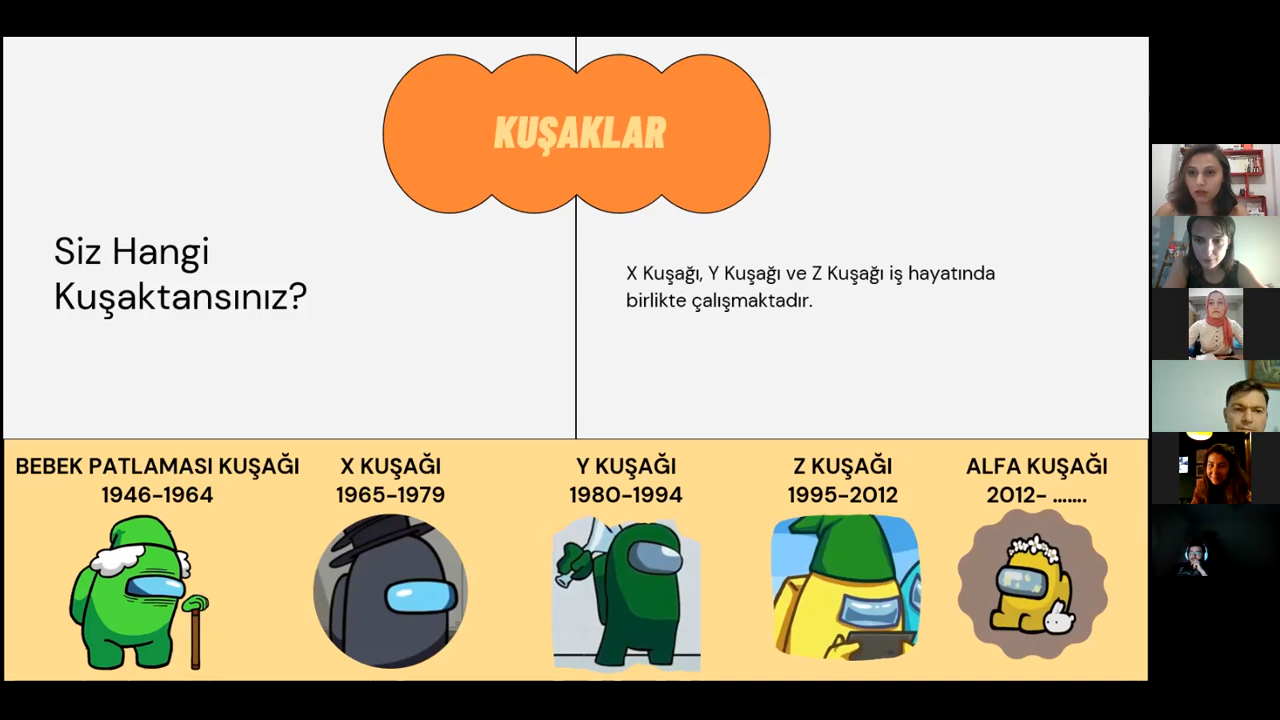 KUŞAKLAR
Siz Hangi
Kuşaktansınız?
X Kuşağı, Y Kuşağı ve Z Kuşağı iş hayatında
birlikte çalışmaktadır.
BEBEK PATLAMASI KUŞAĞI
1946-1964
X KUŞAĞI
1965-1979
Y KUŞAĞI
1980-1994
Z KUŞAĞI
1995-2012
ALFA KUŞAĞI
2012- .......